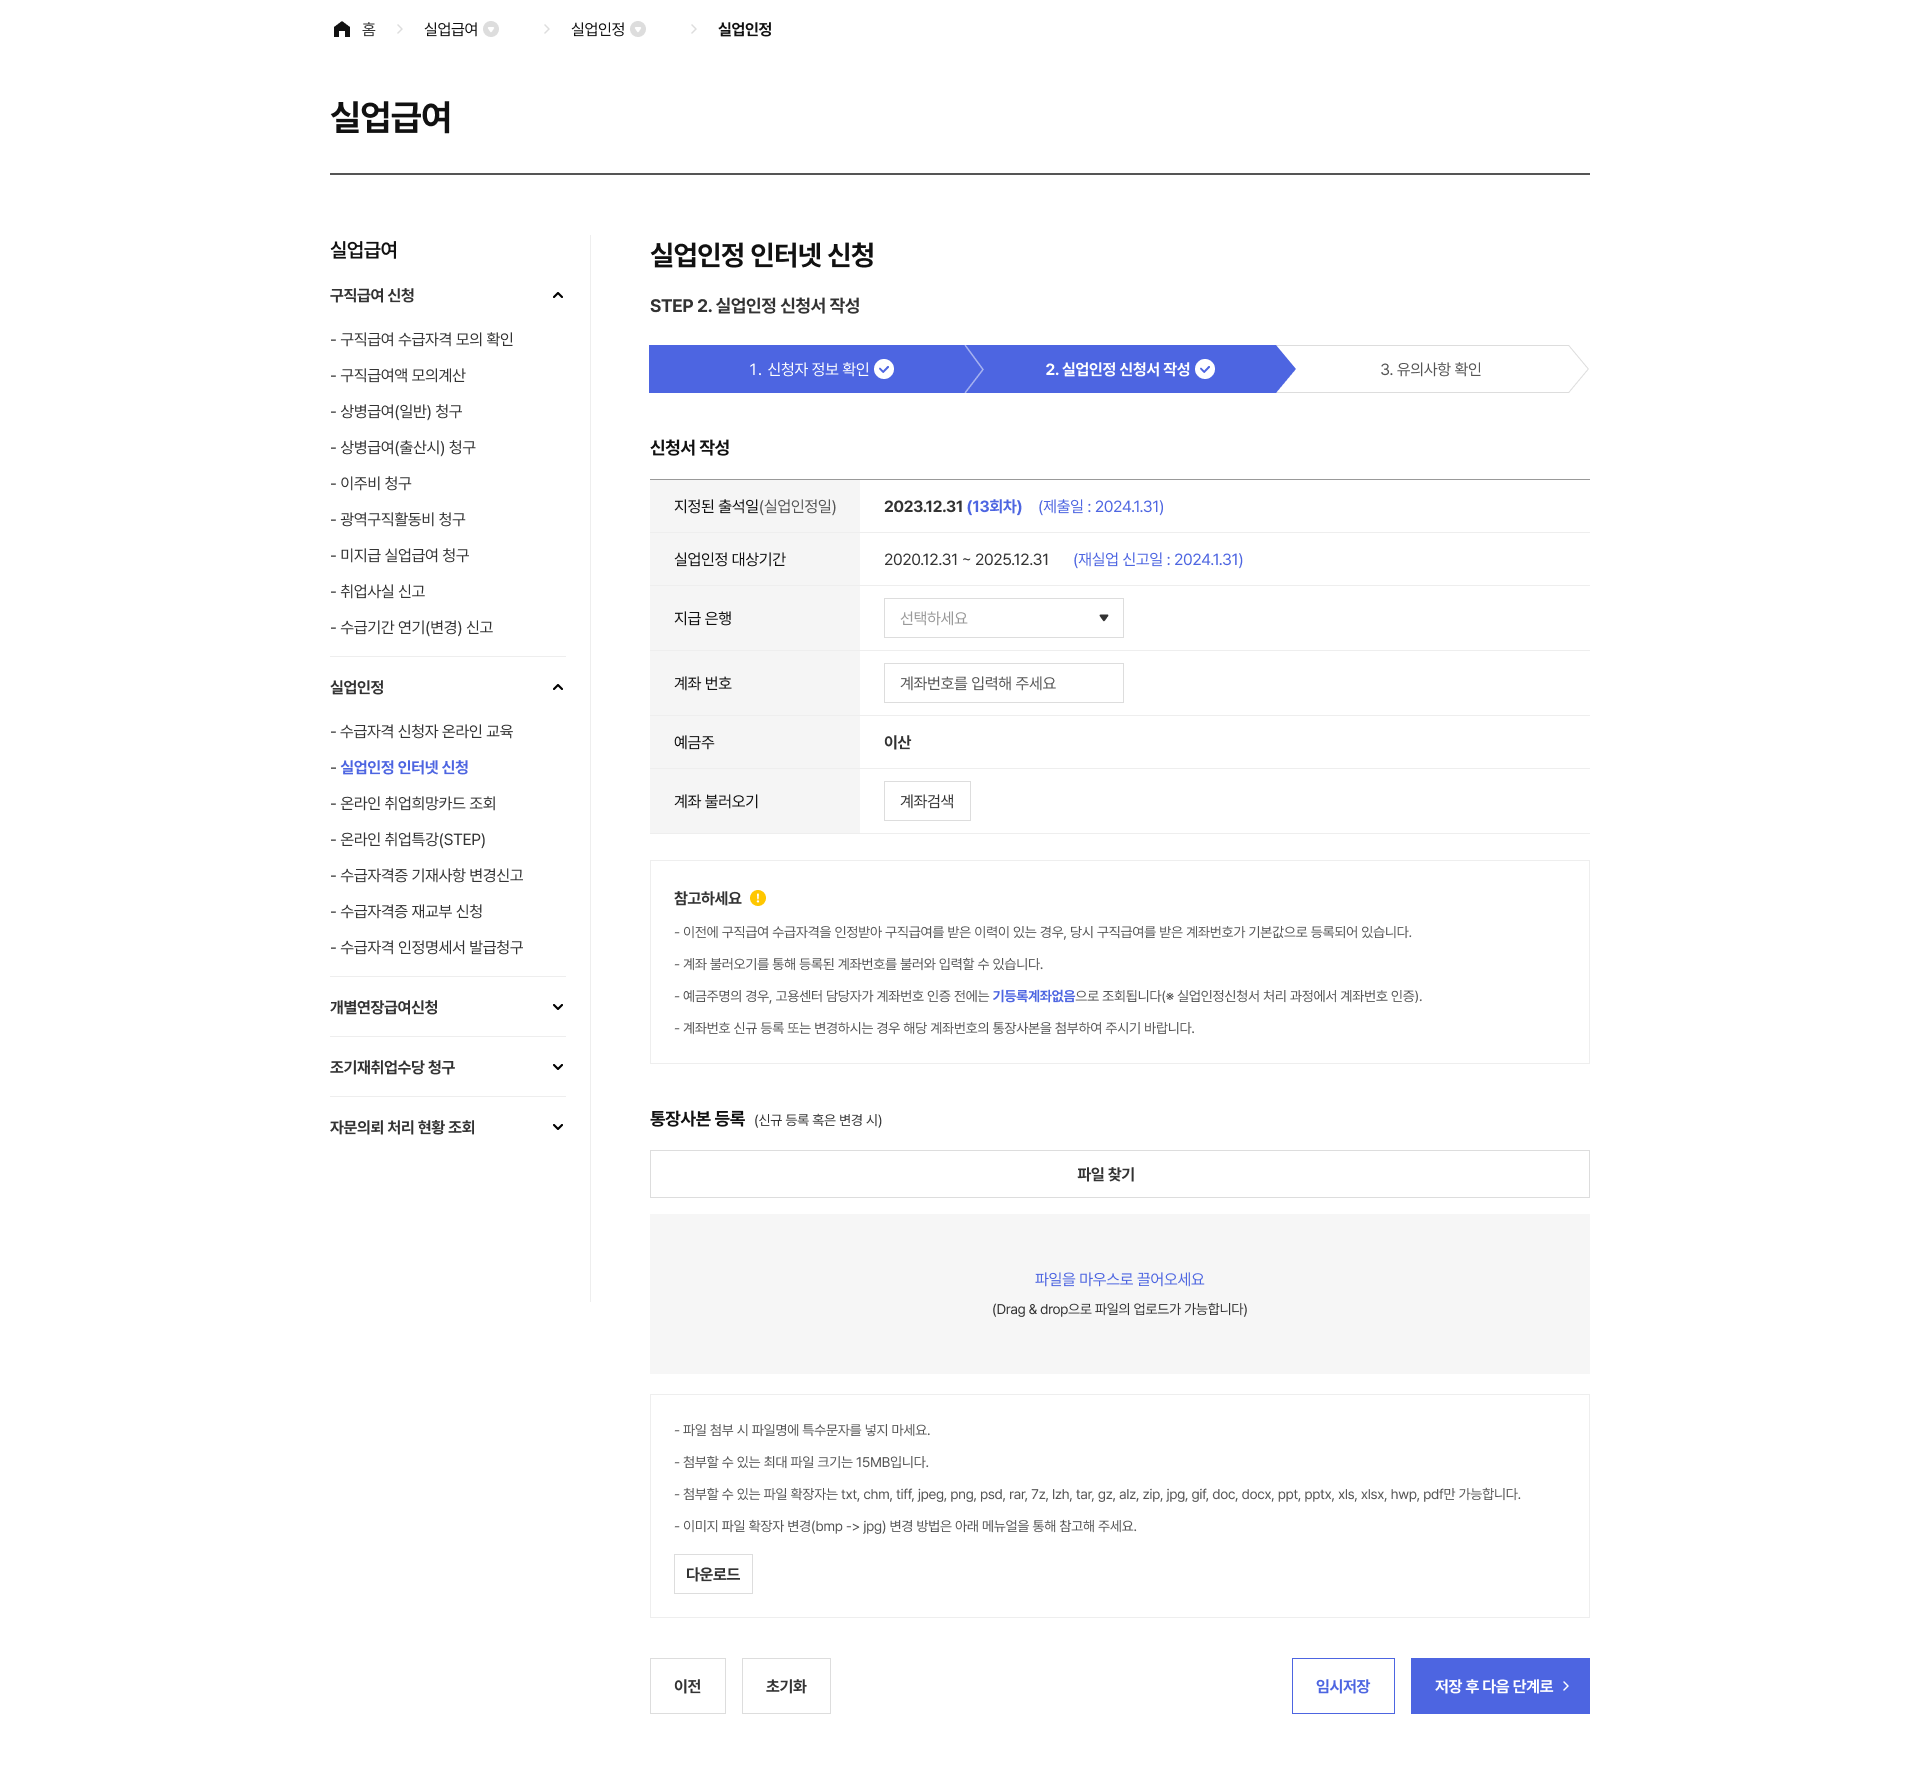 홈 실업급여 실업인정 실업인정
실업급여
실업급여
구직급여 신청
- 구직급여 수급자격 모의 확인
- 구직급여액 모의계산
- 상병급여(일반) 청구
- 상병급여(출산시) 청구
- 이주비 청구
- 광역구직활동비 청구
- 미지급 실업급여 청구
- 취업사실 신고
- 수급기간 연기(변경) 신고
실업인정
- 수급자격 신청자 온라인 교육
- 실업인정 인터넷 신청
- 온라인 취업희망카드 조회
- 온라인 취업특강(STEP)
- 수급자격증 기재사항 변경신고
- 수급자격증 재교부 신청
- 수급자격 인정명세서 발급청구
개별연장급여신청
조기재취업수당 청구
자문의뢰 처리 현황 조회
실업인정 인터넷 신청
STEP 2. 실업인정 신청서 작성
1. 신청자 정보 확인 2. 실업인정 신청서 작성 3. 유의사항 확인
신청서 작성
지정된 출석일(실업인정일) 2023.12.31 (13회차) (제출일 : 2024.1.31)
실업인정 대상기간 2020.12.31 ~ 2025.12.31 (재실업 신고일 : 2024.1.31)
지급 은행 선택하세요
계좌 번호 계좌번호를 입력해 주세요
예금주 이산
계좌 불러오기 계좌검색
참고하세요
- 이전에 구직급여 수급자격을 인정받아 구직급여를 받은 이력이 있는 경우, 당시 구직급여를 받은 계좌번호가 기본값으로 등록되어 있습니다.
- 계좌 불러오기를 통해 등록된 계좌번호를 불러와 입력할 수 있습니다.
- 예금주명의 경우, 고용센터 담당자가 계좌번호 인증 전에는 기등록계좌없음으로 조회됩니다(※ 실업인정신청서 처리 과정에서 계좌번호 인증).
- 계좌번호 신규 등록 또는 변경하시는 경우 해당 계좌번호의 통장사본을 첨부하여 주시기 바랍니다.
통장사본 등록 (신규 등록 혹은 변경 시)
파일 찾기
파일을 마우스로 끌어오세요
(Drag & drop으로 파일의 업로드가 가능합니다)
- 파일 첨부 시 파일명에 특수문자를 넣지 마세요.
- 첨부할 수 있는 최대 파일 크기는 15MB입니다.
- 첨부할 수 있는 파일 확장자는 txt, chm, tiff, jpeg, png, psd, rar, 7z, lzh, tar, gz, alz, zip, jpg, gif, doc, docx, ppt, pptx, xls, xlsx, hwp, pdf만 가능합니다.
- 이미지 파일 확장자 변경(bmp -> jpg) 변경 방법은 아래 메뉴얼을 통해 참고해 주세요.
다운로드
이전 초기화 임시저장 저장 후 다음 단계로